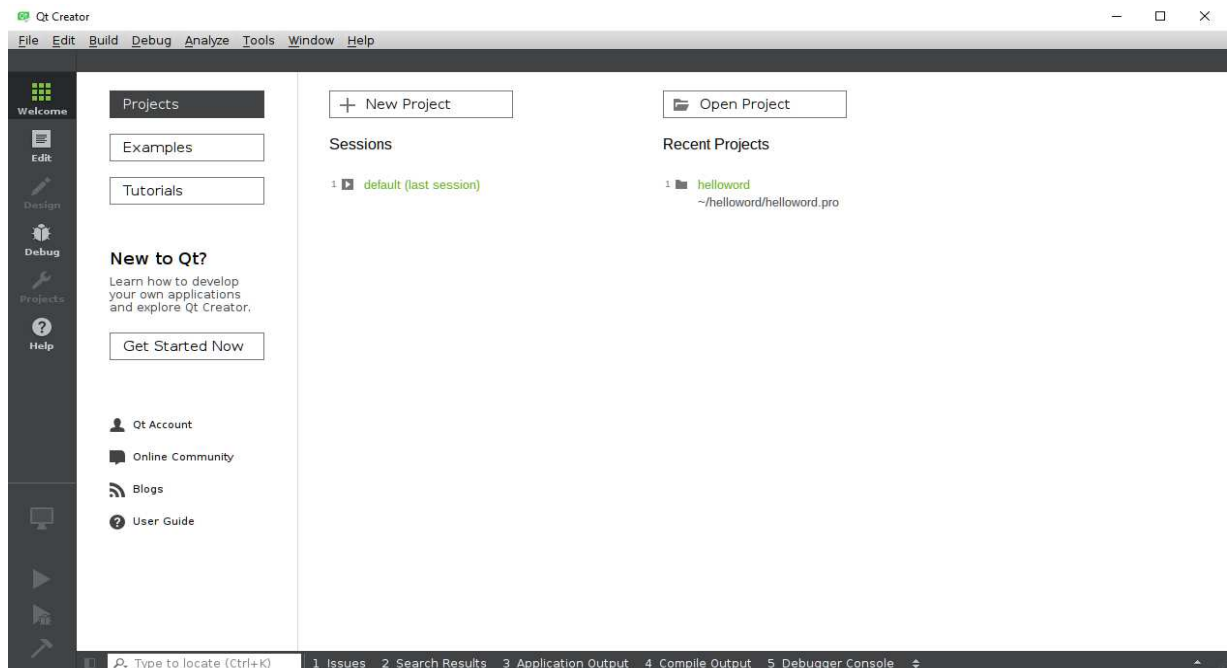 Qt Creator
File Edit Build Debug Analyze Tools Window Help
Welcome
Edit
Design
Debug
Projects
Help
Projects
Examples
Tutorials
New to Qt?
Learn how to develop
your own applications
and explore Qt Creator.
Get Started Now
Qt Account
Online Community
Blogs
User Guide
New Project
Sessions
1 default (last session)
Open Project
Recent Projects
1 helloword
~/helloword/helloword.pro
Type to locate (Ctrl+K) 1 Issues 2 Search Results 3 Application Output 4 Compile Output 5 Debugger Console